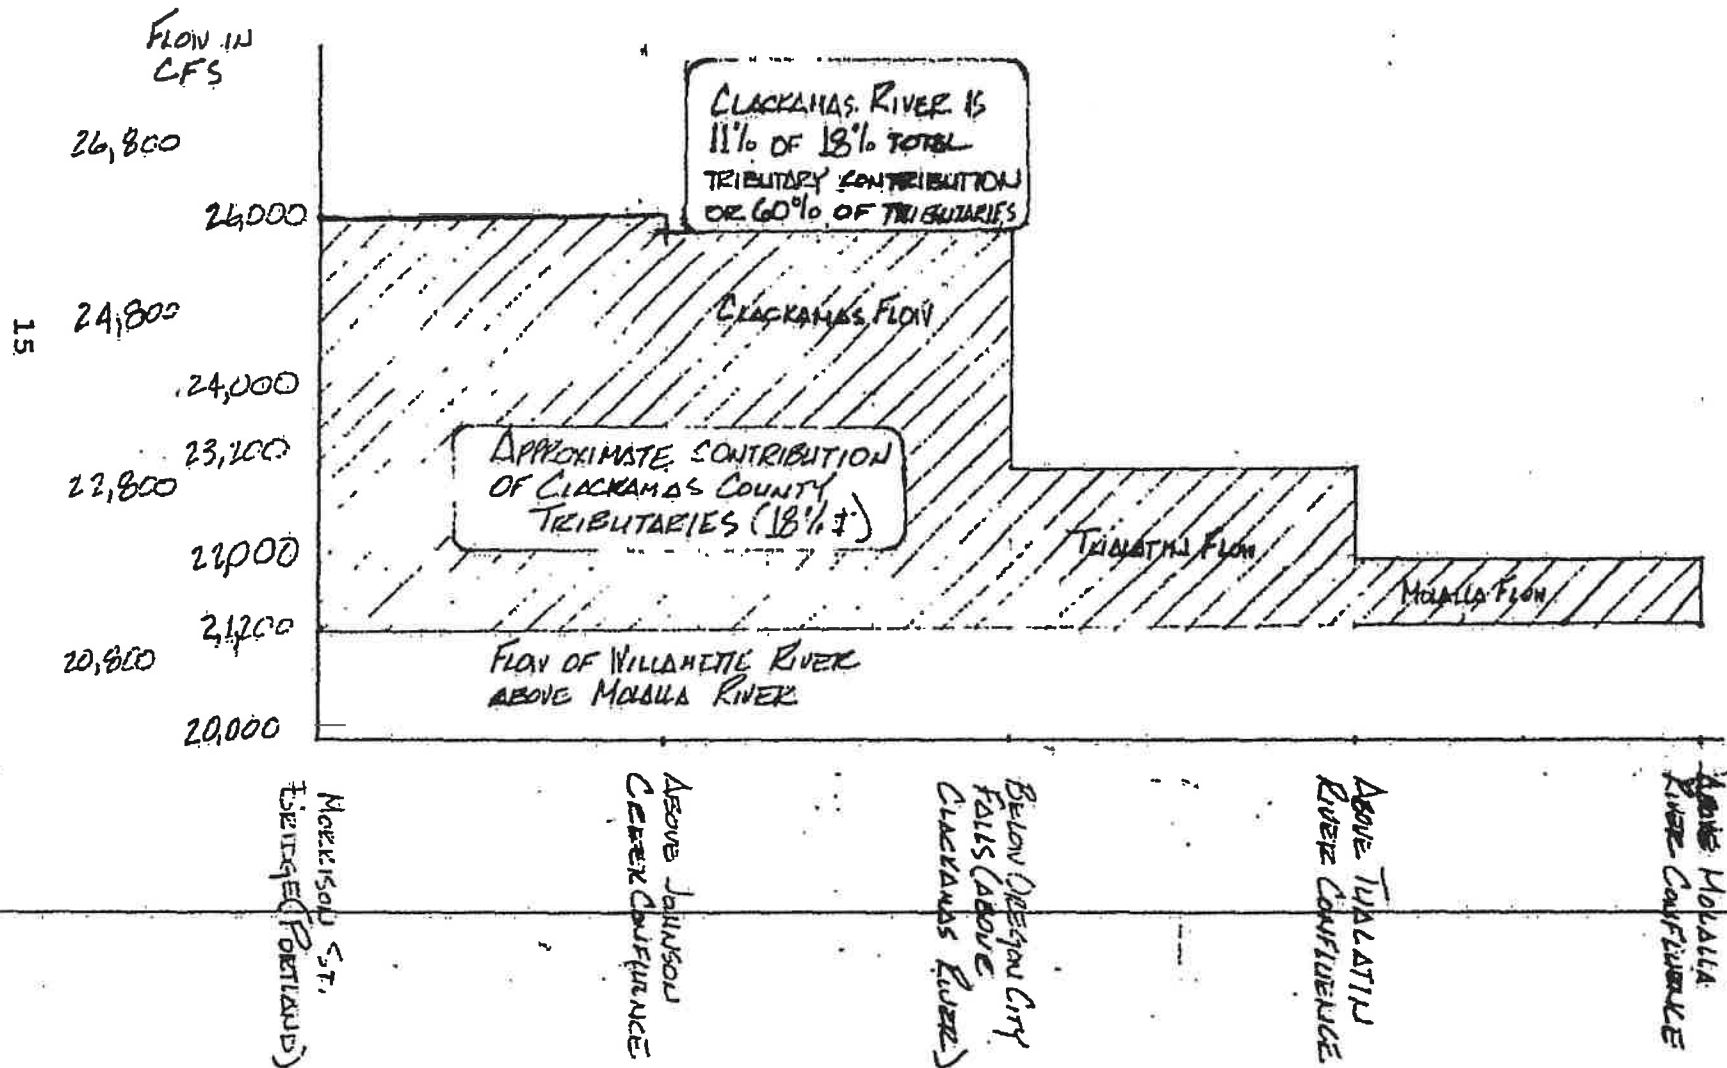 FLOW IN
CFS
26,800
26,000
24,800
24,000
23,200
22,800
22,000
21,200
20,800
20,000
15
CLACKAMAS RIVER IS
11% OF 18% TOTAL
TRIBUTARY CONTRIBUTION
OR 60% OF TRIBUTARIES
CLACKAMAS FLOW
APPROXIMATE CONTRIBUTION
OF CLACKAMAS COUNTY
TRIBUTARIES (18% ±)
TUALATIN FLOW
MOLALLA FLOW
FLOW OF WILLAMETTE RIVER
ABOVE MOLALLA RIVER
MORRISON ST.
BRIDGE (PORTLAND)
ABOVE JOHNSON
CREEK CONFLUENCE
BELOW OREGON CITY
FALLS (ABOVE
CLACKAMAS RIVER)
ABOVE TUALATIN
RIVER CONFLUENCE
ABOVE MOLALLA
RIVER CONFLUENCE